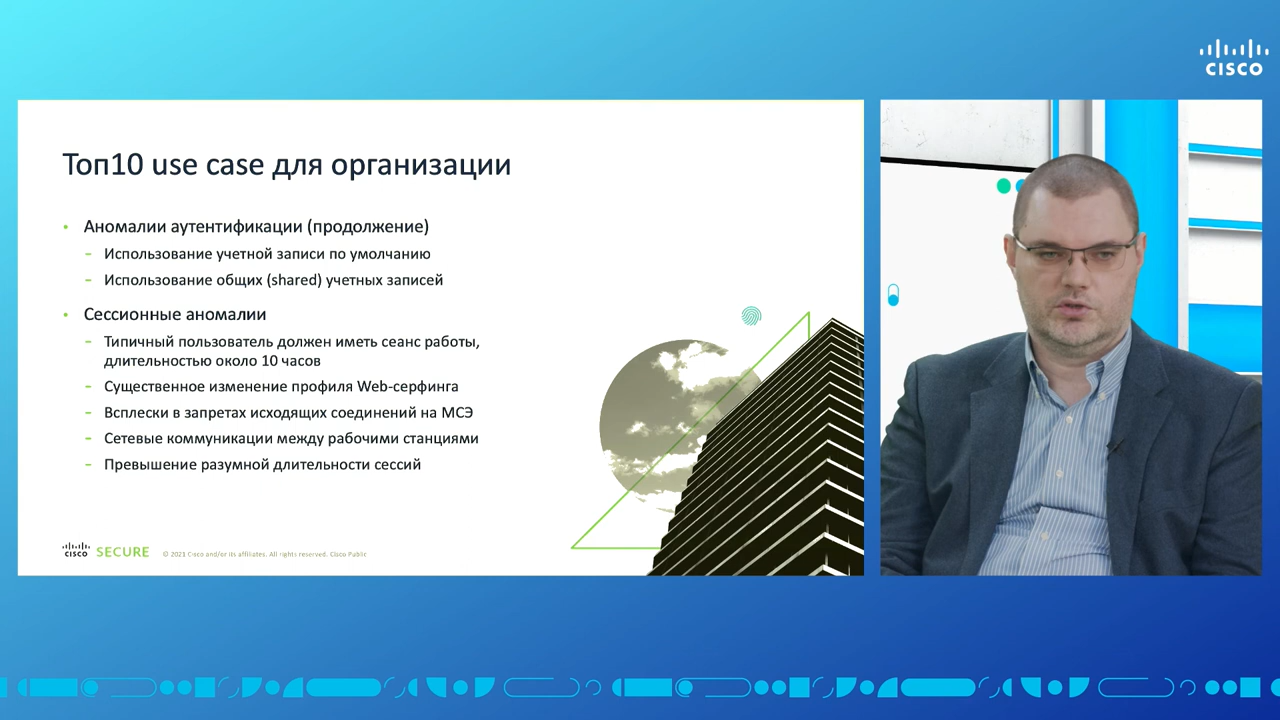 CISCO
Топ10 use case для организации
• Аномалии аутентификации (продолжение)
– Использование учетной записи по умолчанию
– Использование общих (shared) учетных записей
• Сессионные аномалии
– Типичный пользователь должен иметь сеанс работы,
длительностью около 10 часов
– Существенное изменение профиля Web-серфинга
– Всплески в запретах исходящих соединений на МСЭ
– Сетевые коммуникации между рабочими станциями
– Превышение разумной длительности сессий
CISCO SECURE © 2021 Cisco and/or its affiliates. All rights reserved. Cisco Public